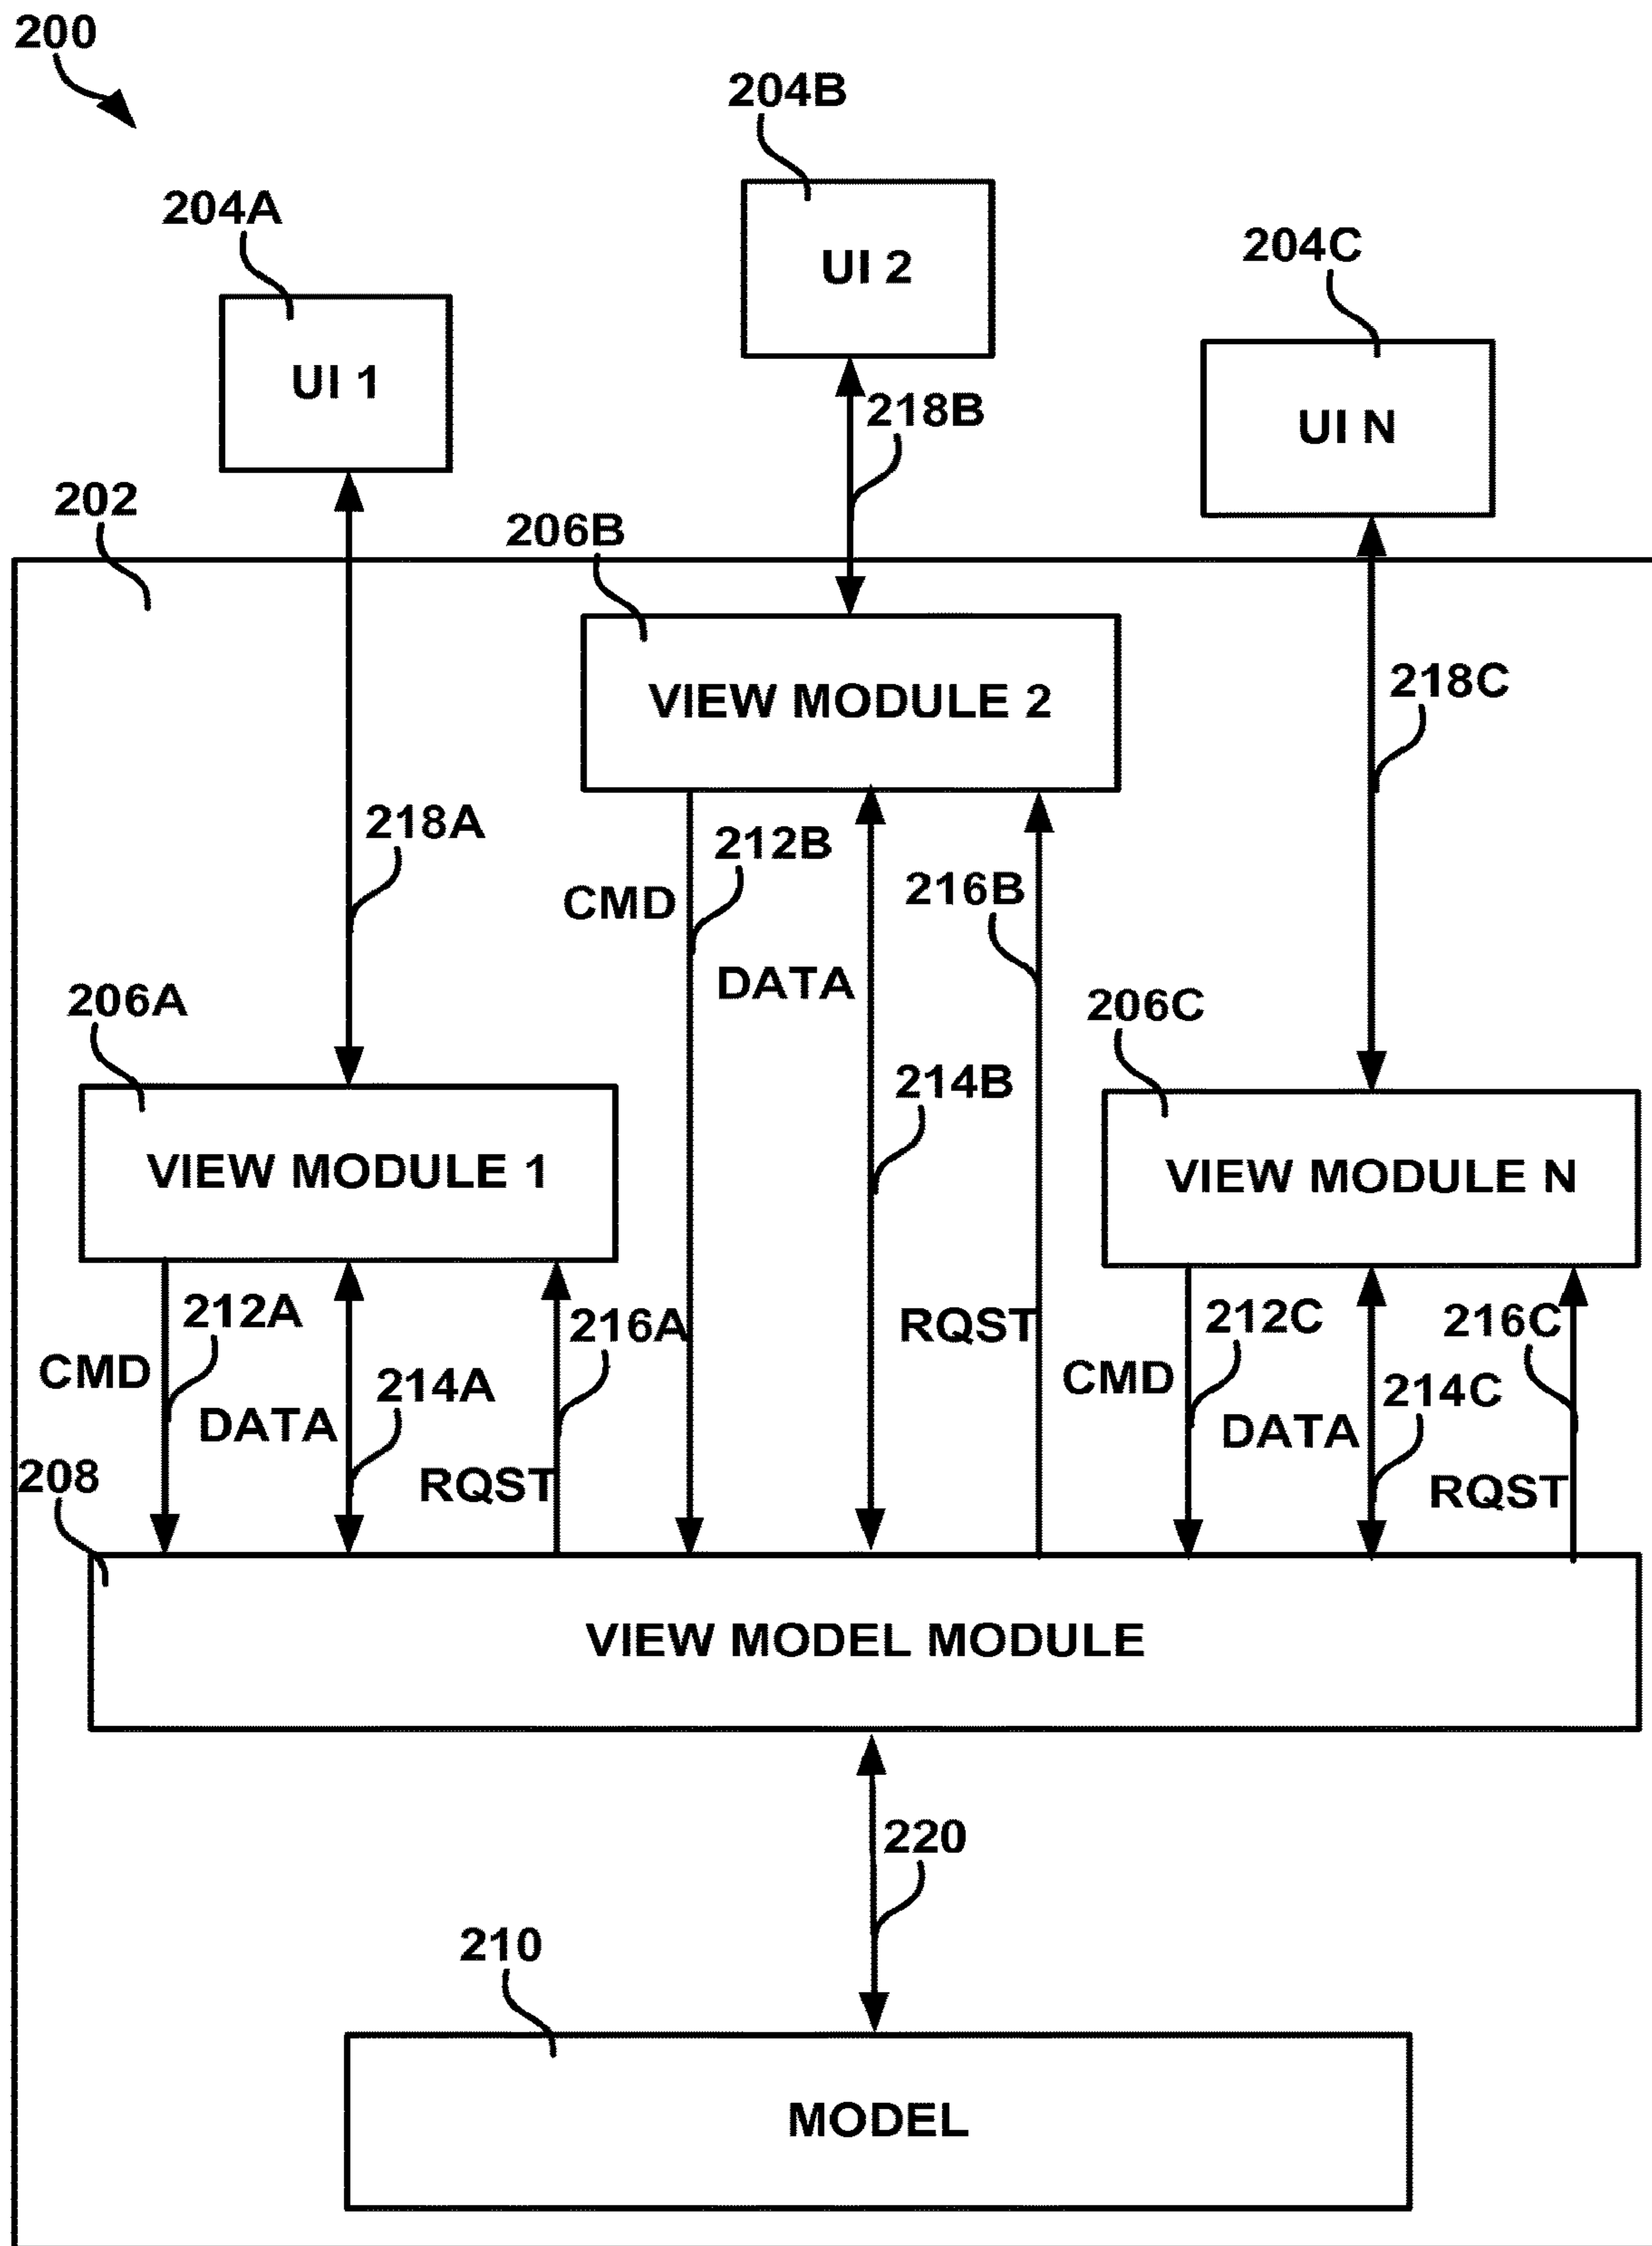 200
204B
204A
UI 2
204C
UI 1
218B
UI N
202
206B
218C
VIEW MODULE 2
218A
212B
CMD
216B
DATA
206A
206C
214B
VIEW MODULE 1
VIEW MODULE N
212A
216A
RQST
212C
216C
CMD
CMD
214A
214C
DATA
DATA
208
RQST
RQST
VIEW MODEL MODULE
220
210
MODEL